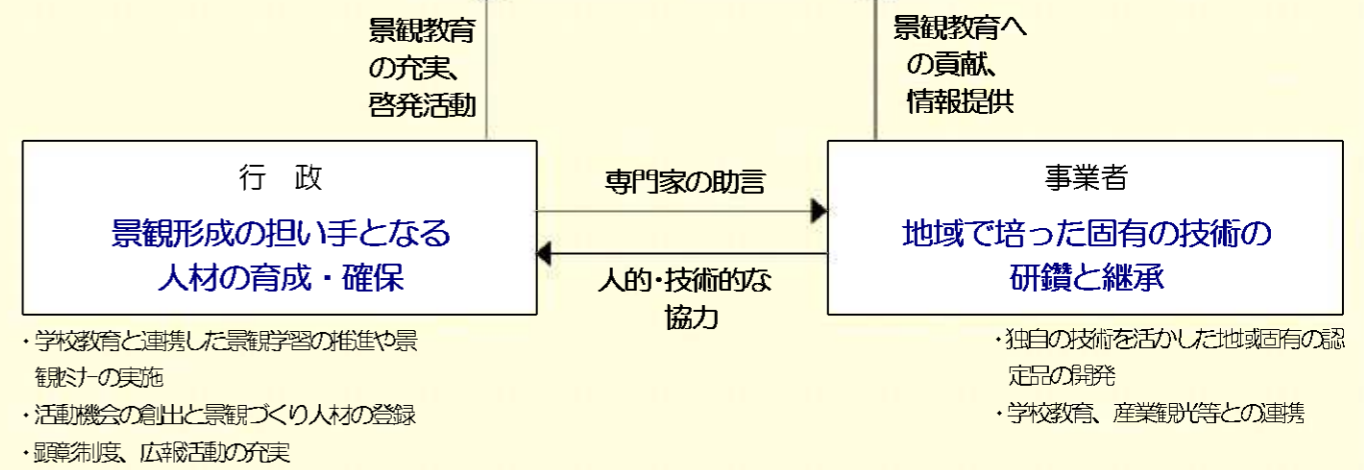 景観教育
の充実、
啓発活動
景観教育へ
の貢献、
情報提供
行　政
景観形成の担い手となる
人材の育成・確保
専門家の助言
人的・技術的な
協力
事業者
地域で培った固有の技術の
研鑽と継承
・学校教育と連携した景観学習の推進や景
観セミナーの実施
・活動機会の創出と景観づくり人材の登録
・顕彰制度、広報活動の充実
・独自の技術を活かした地域固有の認
定品の開発
・学校教育、産業観光等との連携